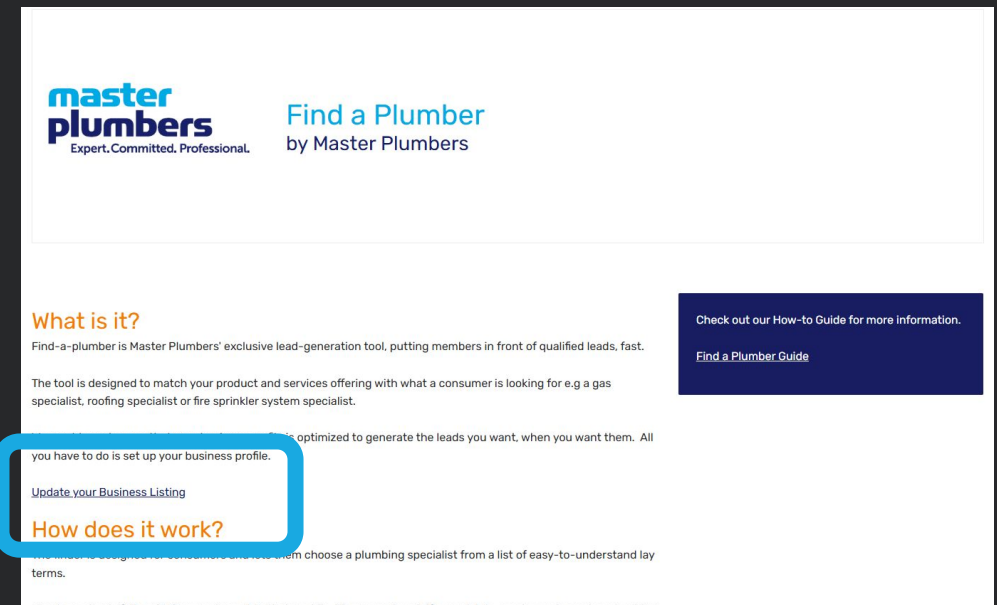 master
plumbers
Expert. Committed. Professional.
Find a Plumber
by Master Plumbers
What is it?
Find-a-plumber is Master Plumbers' exclusive lead-generation tool, putting members in front of qualified leads, fast.
The tool is designed to match your product and services offering with what a consumer is looking for e.g a gas
specialist, roofing specialist or fire sprinkler system specialist.
is optimized to generate the leads you want, when you want them. All
you have to do is set up your business profile.
Update your Business Listing
How does it work?
them choose a plumbing specialist from a list of easy-to-understand lay
terms.
Check out our How-to Guide for more information.
Find a Plumber Guide